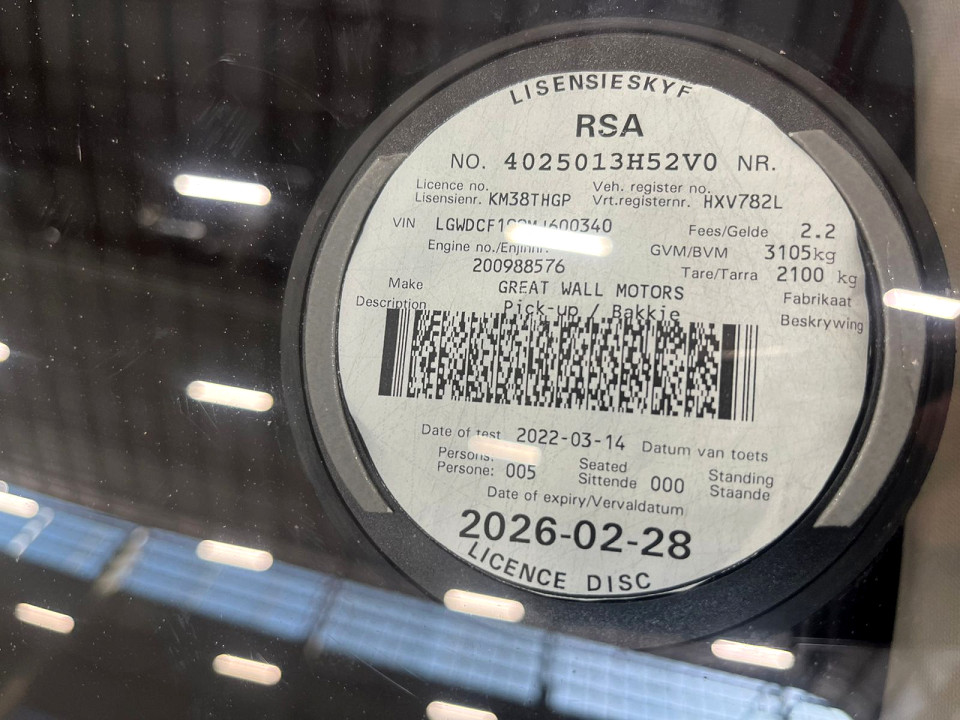 LISENSIESKYF
RSA
NO. 4025013H52V0 NR.
Licence no. Veh. register no.
Lisensienr. KM38THGP Vrt.registernr. HXV782L
VIN Fees/Gelde 2.2
Engine no./Enjinnr. GVM/BVM 3105kg
200988576 Tare/Tarra 2100 kg
Make GREAT WALL MOTORS Fabrikaat
Description Pick-up / Bakkie Beskrywing
Date of test 2022-03-14 Datum van toets
Persons: Seated Standing
Persone: 005 Sittende 000 Staande
Date of expiry/Vervaldatum
2026-02-28
LICENCE DISC